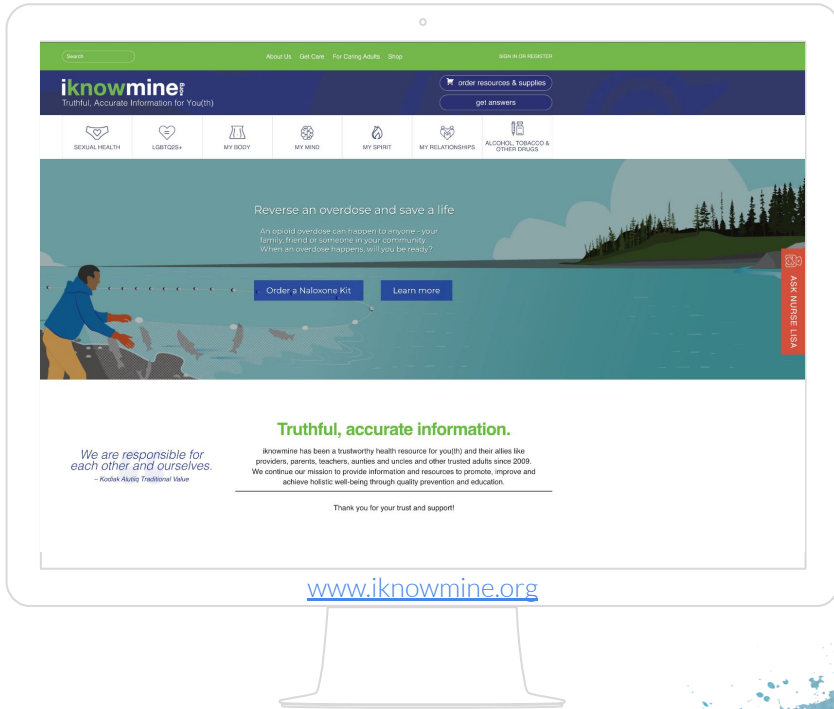 Search
About Us Get Care For Caring Adults Shop
SIGN IN OR REGISTER
iknowmine.org
Truthful, Accurate Information for You(th)
order resources & supplies
get answers
SEXUAL HEALTH
LGBTQ2S+
MY BODY
MY MIND
MY SPIRIT
MY RELATIONSHIPS
ALCOHOL, TOBACCO &
OTHER DRUGS
Reverse an overdose and save a life
An opioid overdose can happen to anyone - your
family, friend or someone in your community.
When an overdose happens, will you be ready?
Order a Naloxone Kit
Learn more
ASK NURSE LISA
We are responsible for
each other and ourselves.
– Kodiak Alutiiq Traditional Value
Truthful, accurate information.
iknowmine has been a trustworthy health resource for you(th) and their allies like
providers, parents, teachers, aunties and uncles and other trusted adults since 2009.
We continue our mission to provide information and resources to promote, improve and
achieve holistic well-being through quality prevention and education.
Thank you for your trust and support!
www.iknowmine.org